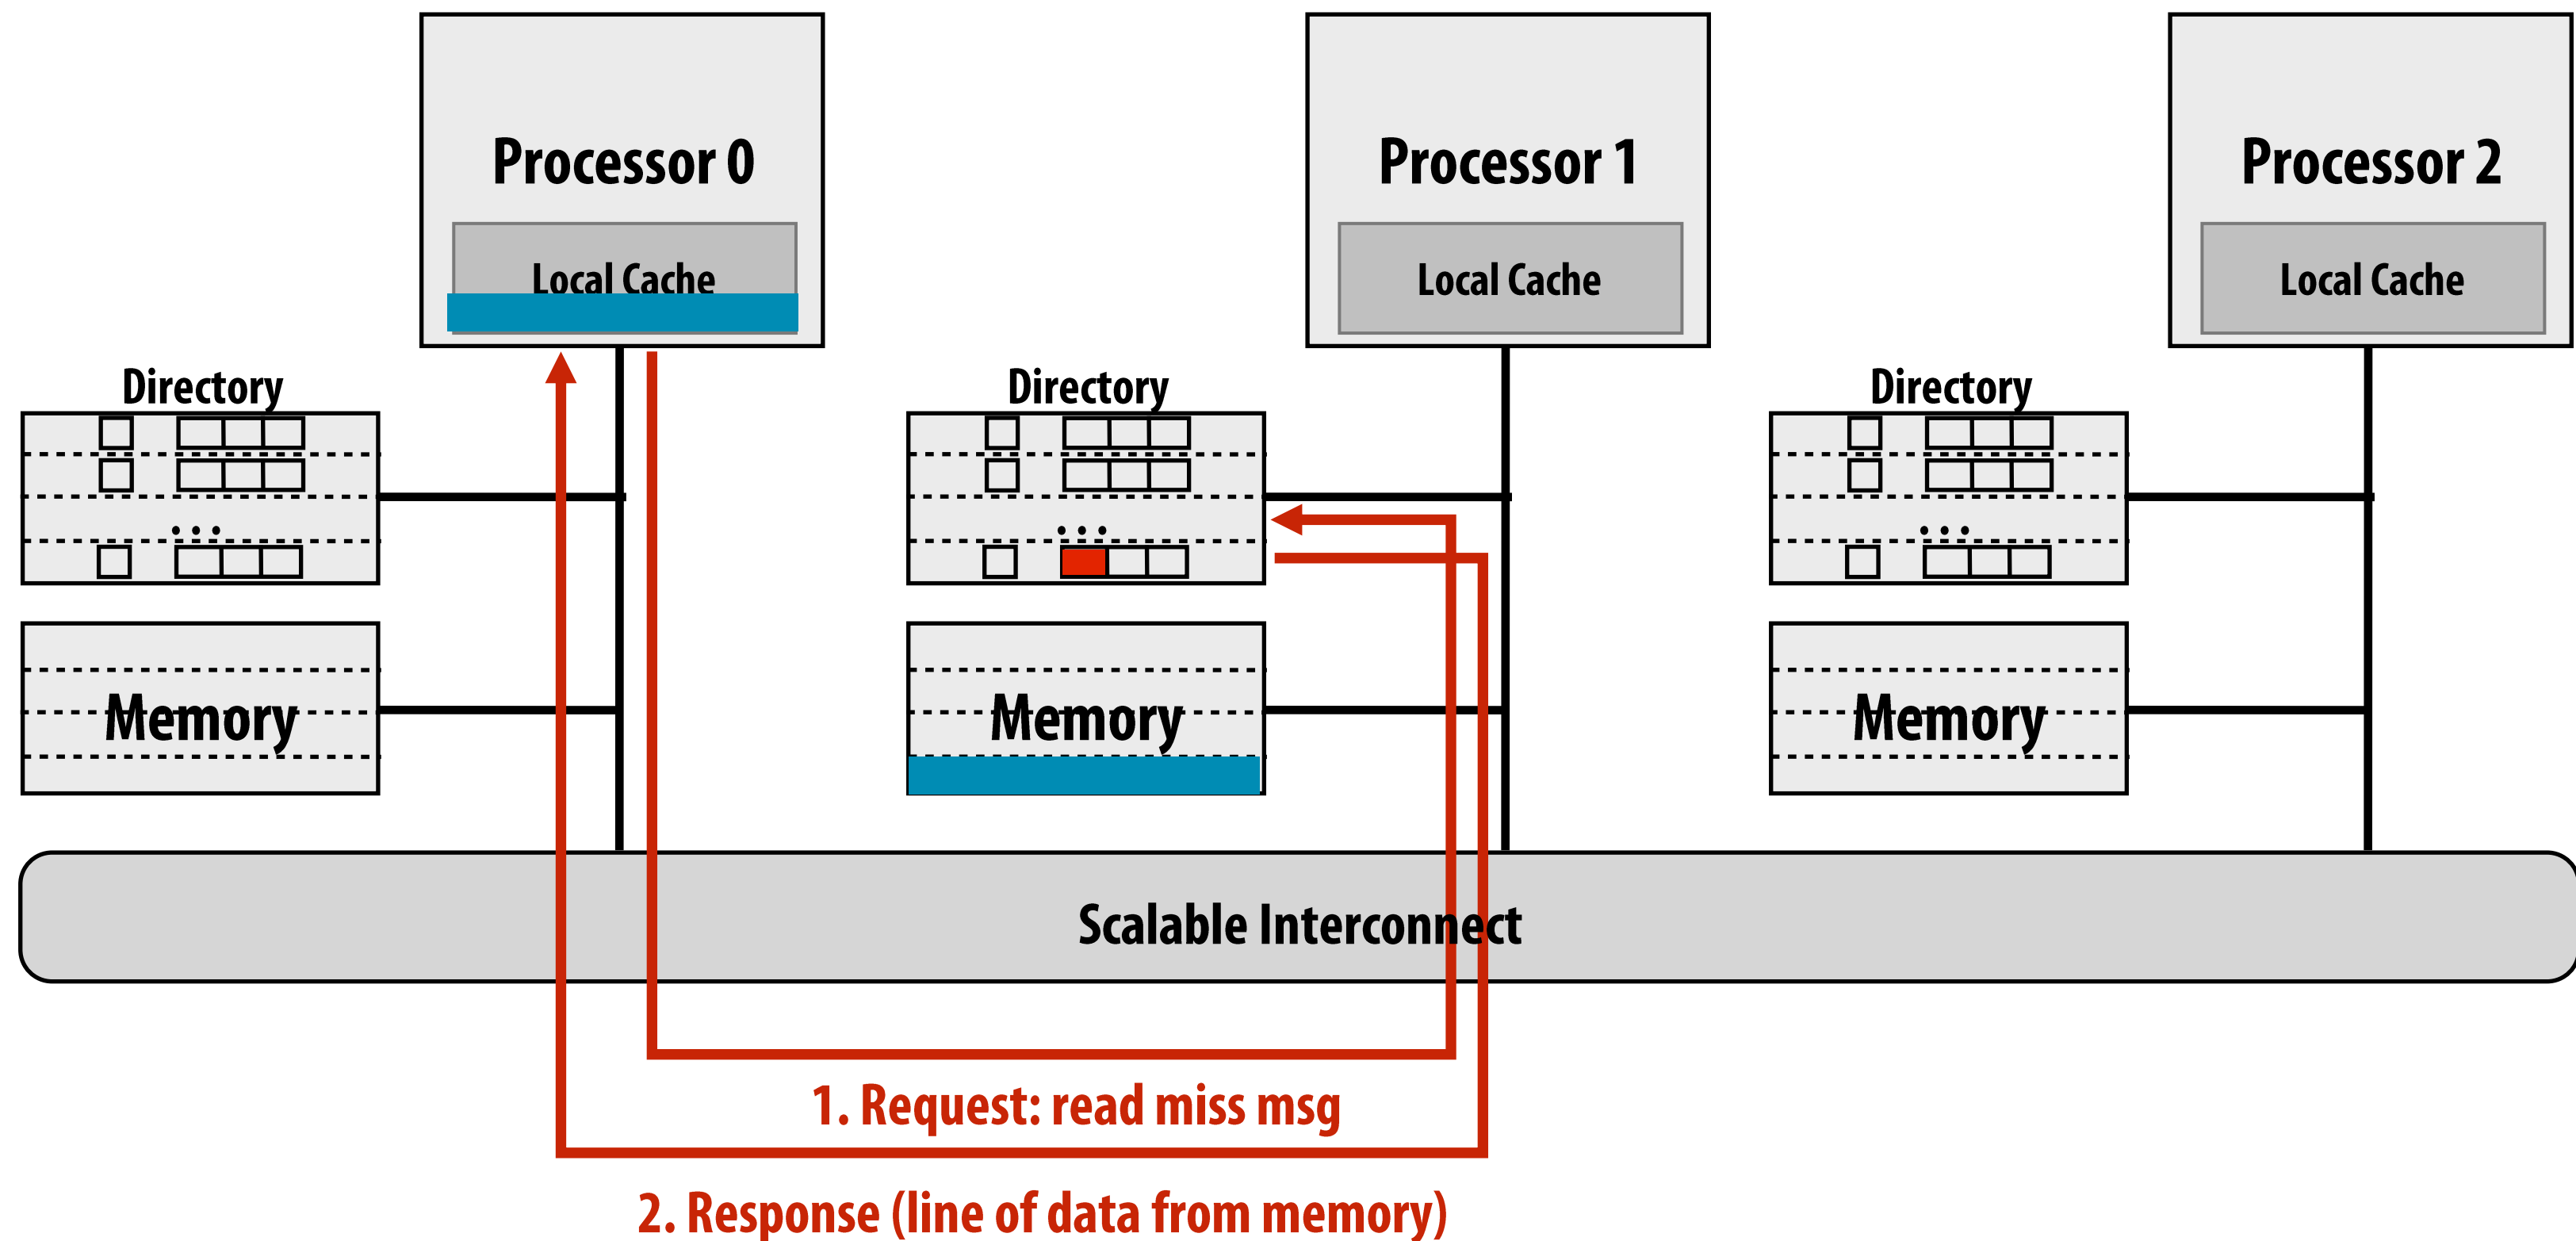 Processor 0
Processor 1
Processor 2
Local Cache
Local Cache
Local Cache
Directory
Directory
Directory
...
...
...
Memory
Memory
Memory
Scalable Interconnect
1. Request: read miss msg
2. Response (line of data from memory)